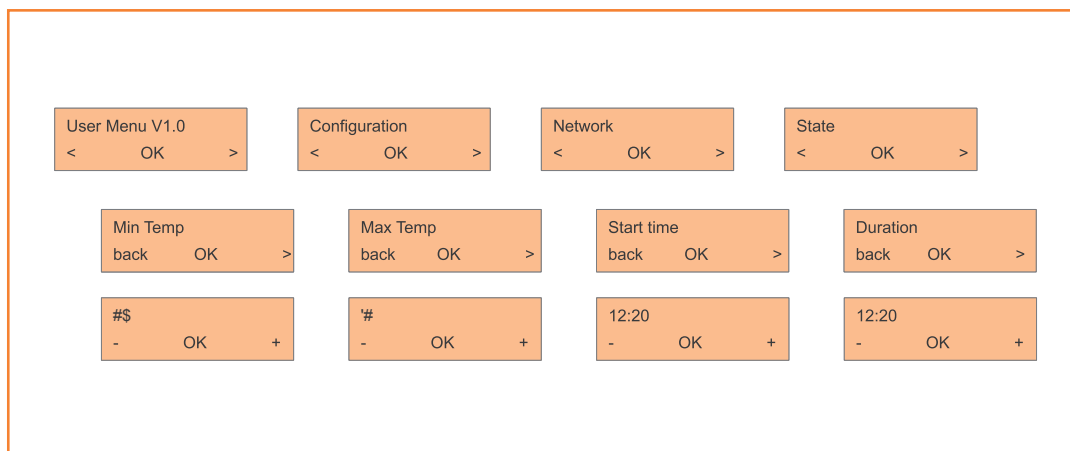 User Menu V1.0
< OK >
Configuration
< OK >
Network
< OK >
State
< OK >
Min Temp
back OK >
Max Temp
back OK >
Start time
back OK >
Duration
back OK >
#$
- OK +
'#
- OK +
12:20
- OK +
12:20
- OK +